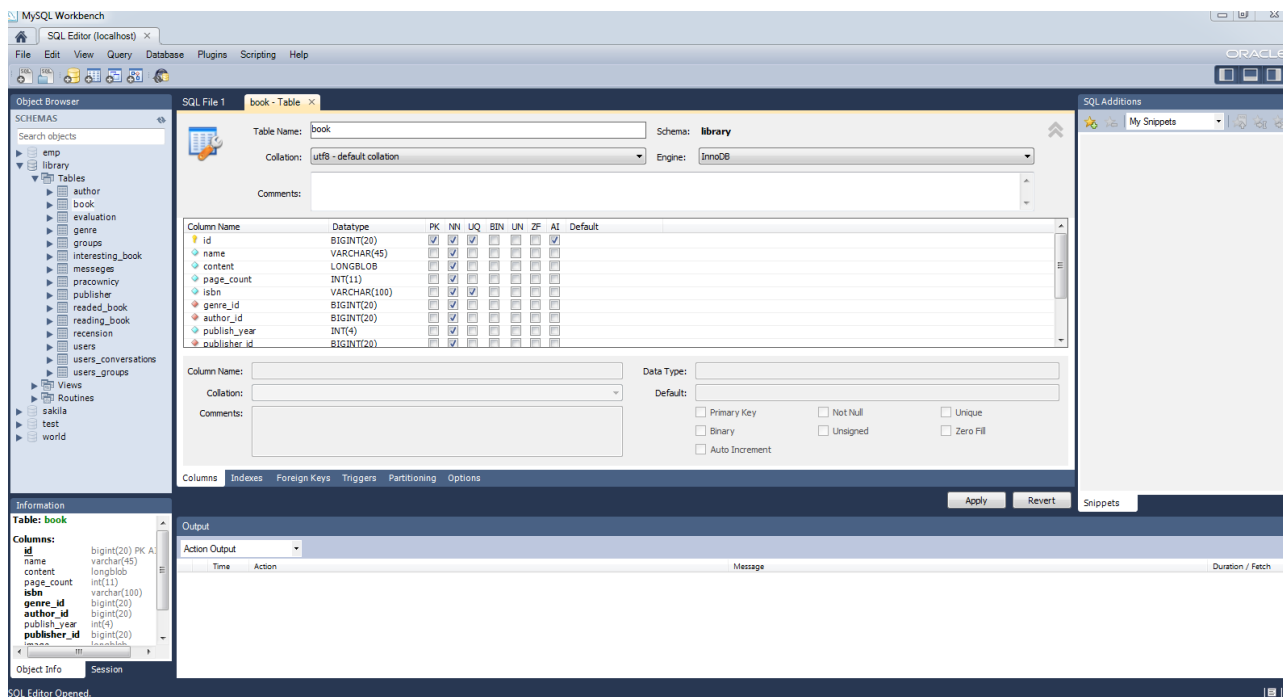 MySQL Workbench
SQL Editor (localhost) ×
File Edit View Query Database Plugins Scripting Help
ORACLE
Object Browser
SCHEMAS
Search objects
emp
library
Tables
author
book
evaluation
genre
groups
interesting_book
messeges
pracownicy
publisher
readed_book
reading_book
recension
users
users_conversations
users_groups
Views
Routines
sakila
test
world
SQL File 1 book - Table ×
Table Name: book Schema: library
Collation: utf8 - default collation Engine: InnoDB
Comments:
Column Name Datatype PK NN UQ BIN UN ZF AI Default
id BIGINT(20)
name VARCHAR(45)
content LONGBLOB
page_count INT(11)
isbn VARCHAR(100)
genre_id BIGINT(20)
author_id BIGINT(20)
publish_year INT(4)
publisher_id BIGINT(20)
Column Name: Data Type:
Collation: Default:
Comments: Primary Key Not Null Unique
Binary Unsigned Zero Fill
Auto Increment
Columns Indexes Foreign Keys Triggers Partitioning Options
Apply Revert
SQL Additions
My Snippets
Snippets
Information
Table: book
Columns:
id bigint(20) PK AI
name varchar(45)
content longblob
page_count int(11)
isbn varchar(100)
genre_id bigint(20)
author_id bigint(20)
publish_year int(4)
publisher_id bigint(20)
image longblob
Object Info Session
Output
Action Output
Time Action Message Duration / Fetch
SQL Editor Opened.